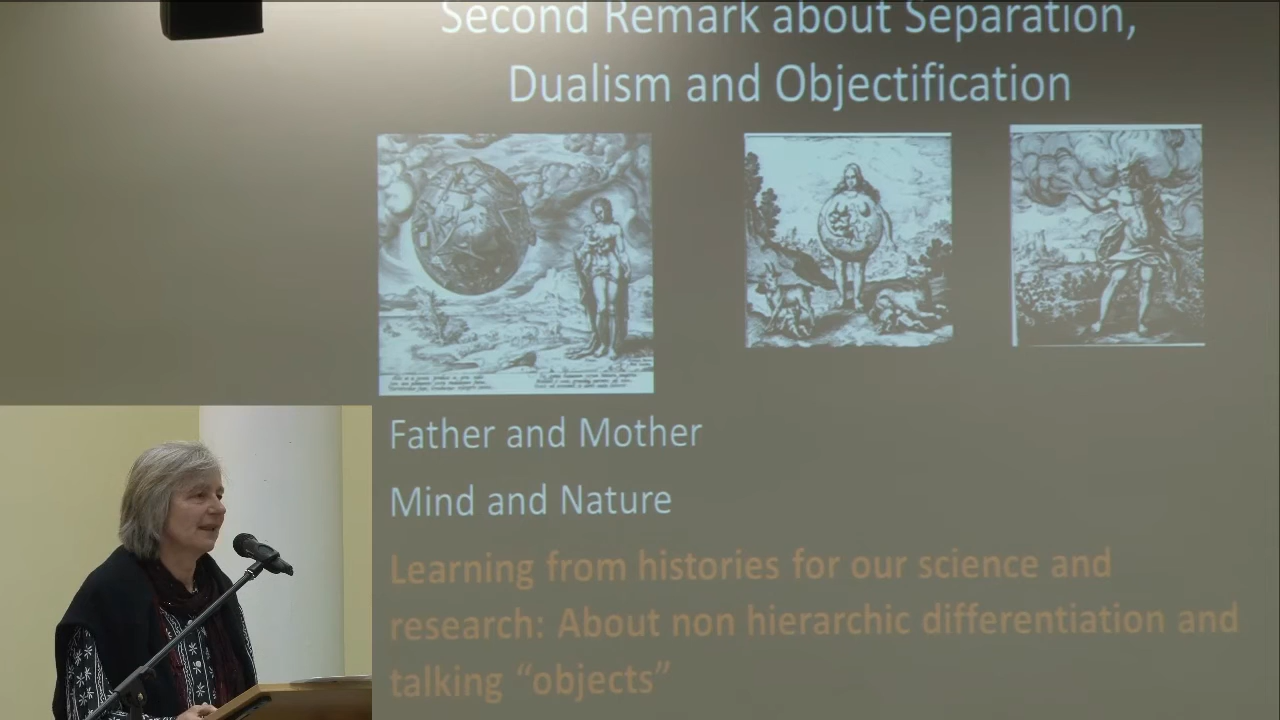 Second Remark about Separation,
Dualism and Objectification
Father and Mother
Mind and Nature
Learning from histories for our science and
research: About non hierarchic differentiation and
talking “objects”